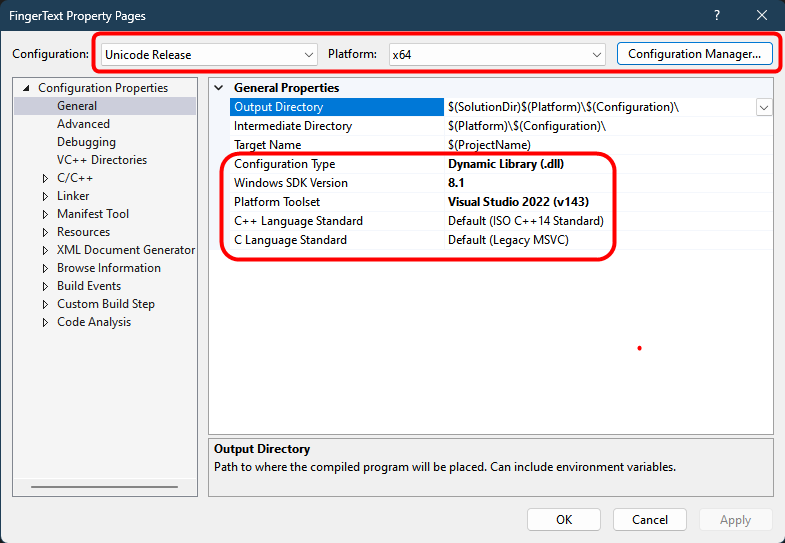 FingerText Property Pages
Configuration: Unicode Release Platform: x64 Configuration Manager...
Configuration Properties
General
Advanced
Debugging
VC++ Directories
C/C++
Linker
Manifest Tool
Resources
XML Document Generator
Browse Information
Build Events
Custom Build Step
Code Analysis
General Properties
Output Directory $(SolutionDir)$(Platform)\$(Configuration)\
Intermediate Directory $(Platform)\$(Configuration)\
Target Name $(ProjectName)
Configuration Type Dynamic Library (.dll)
Windows SDK Version 8.1
Platform Toolset Visual Studio 2022 (v143)
C++ Language Standard Default (ISO C++14 Standard)
C Language Standard Default (Legacy MSVC)
Output Directory
Path to where the compiled program will be placed. Can include environment variables.
OK Cancel Apply